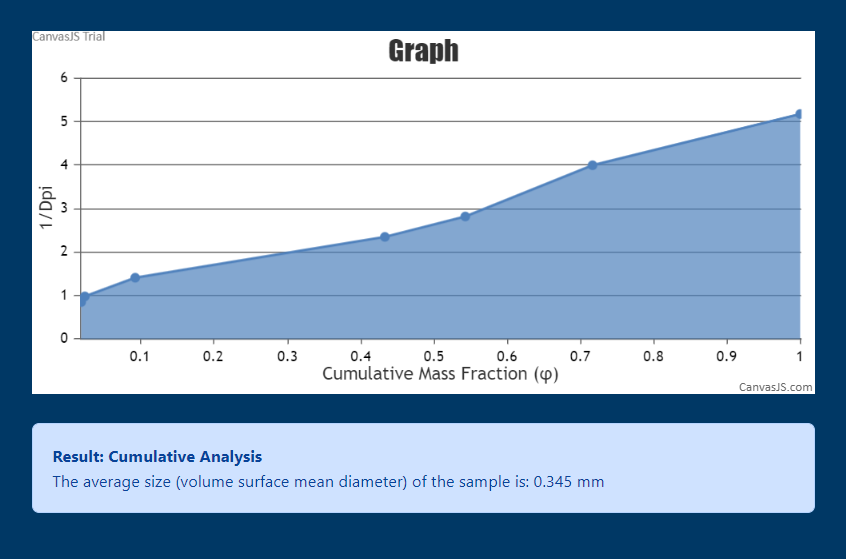 CanvasJS Trial
Graph
6
5
4
3
2
1
0
1/Dpi
0.1 0.2 0.3 0.4 0.5 0.6 0.7 0.8 0.9 1
Cumulative Mass Fraction (φ)
CanvasJS.com
Result: Cumulative Analysis
The average size (volume surface mean diameter) of the sample is: 0.345 mm